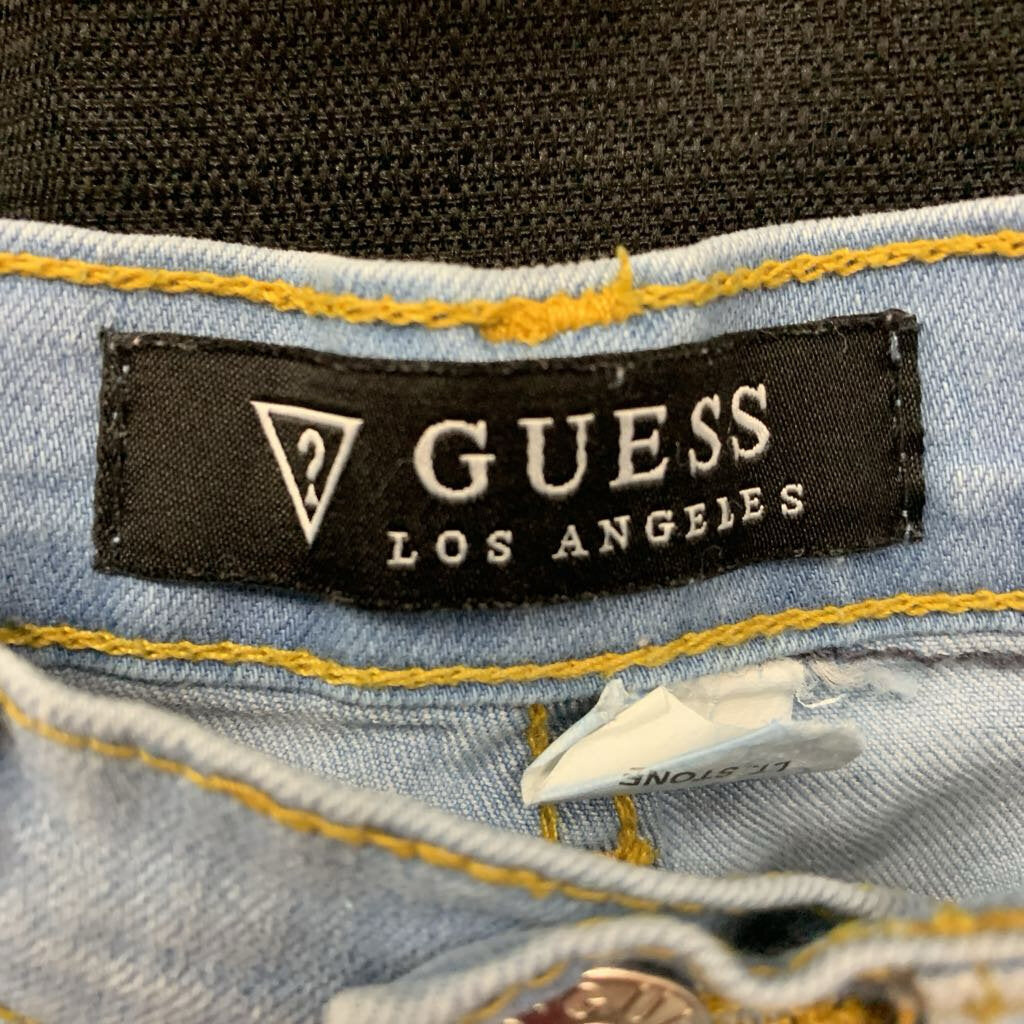 ?
GUESS
LOS ANGELES
LT. STONE